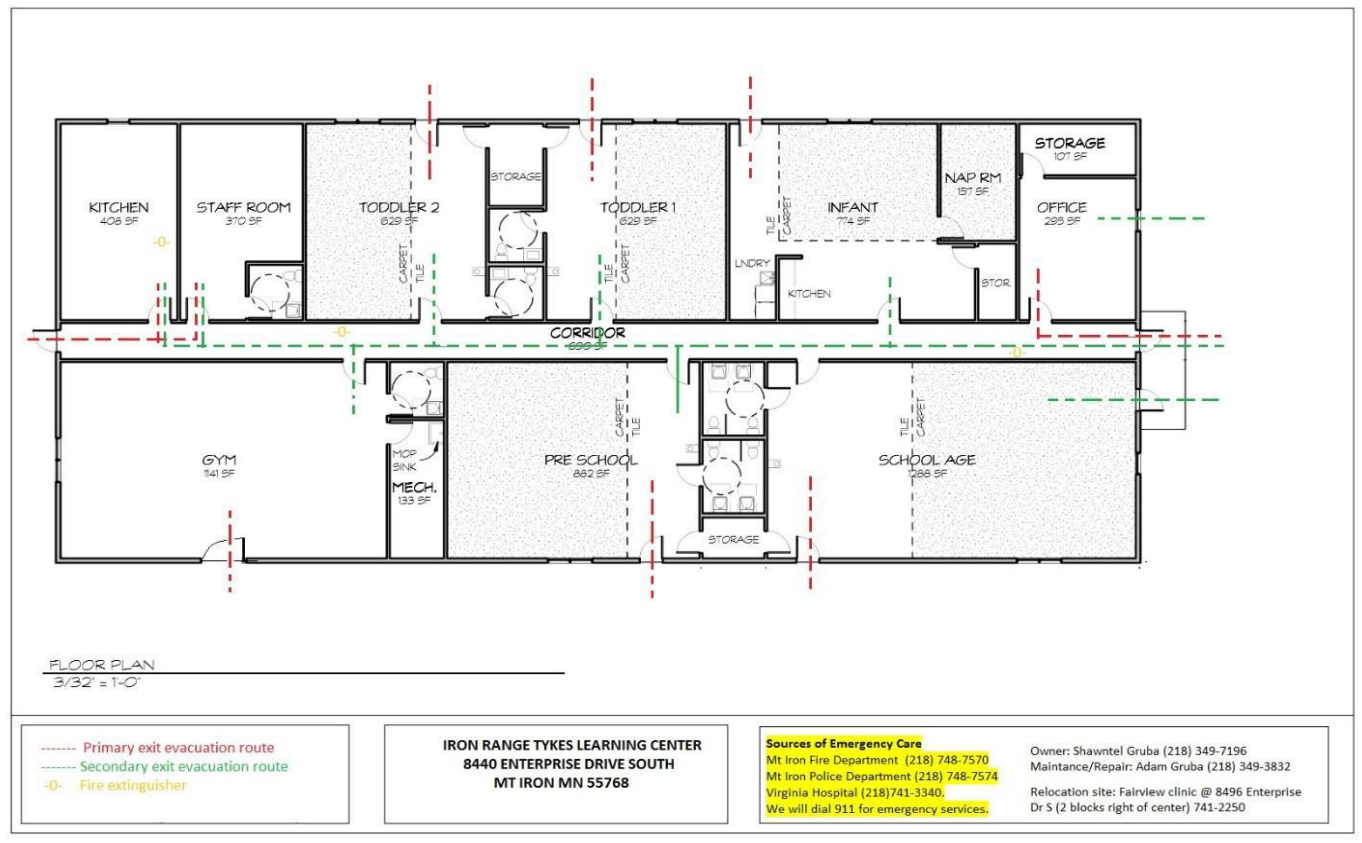 STORAGE
107 SF
NAP RM
157 SF
STORAGE
KITCHEN
403 SF
STAFF ROOM
370 SF
TODDLER 2
629 SF
TODDLER 1
629 SF
INFANT
774 SF
OFFICE
295 SF
-0-
CARPET
TILE
TILE
CARPET
TILE
CARPET
LNDRY
KITCHEN
STOR
-0-
CORRIDOR
-0-
CARPET
TILE
TILE
CARPET
GYM
1141 SF
MOP
SINK
MECH.
133 SF
PRE SCHOOL
882 SF
SCHOOL AGE
1288 SF
STORAGE
FLOOR PLAN
3/32" = 1'-0"
------- Primary exit evacuation route
------- Secondary exit evacuation route
-0- Fire extinguisher
IRON RANGE TYKES LEARNING CENTER
8440 ENTERPRISE DRIVE SOUTH
MT IRON MN 55768
Sources of Emergency Care
Mt Iron Fire Department (218) 748-7570
Mt Iron Police Department (218) 748-7574
Virginia Hospital (218)741-3340.
We will dial 911 for emergency services.
Owner: Shawntel Gruba (218) 349-7196
Maintance/Repair: Adam Gruba (218) 349-3832
Relocation site: Fairview clinic @ 8496 Enterprise
Dr S (2 blocks right of center) 741-2250